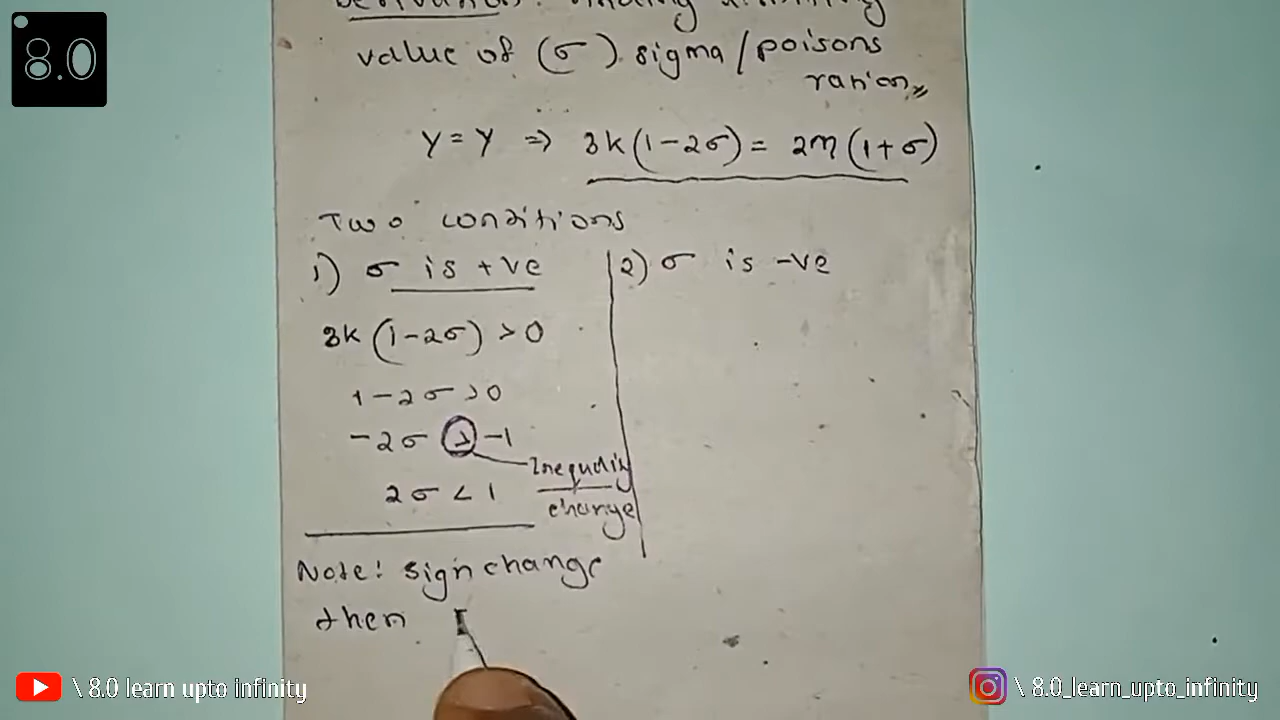 8.0
value of (σ) sigma/poisons
ration
Y = Y ⇒ 3k(1-2σ) = 2η(1+σ)
Two conditions
1) σ is +ve
3k(1-2σ) > 0
1-2σ > 0
-2σ > -1
Inequality
change
2σ < 1
Note: sign change
then
2) σ is -ve
\ 8.0 learn upto infinity
\ 8.0_learn_upto_infinity